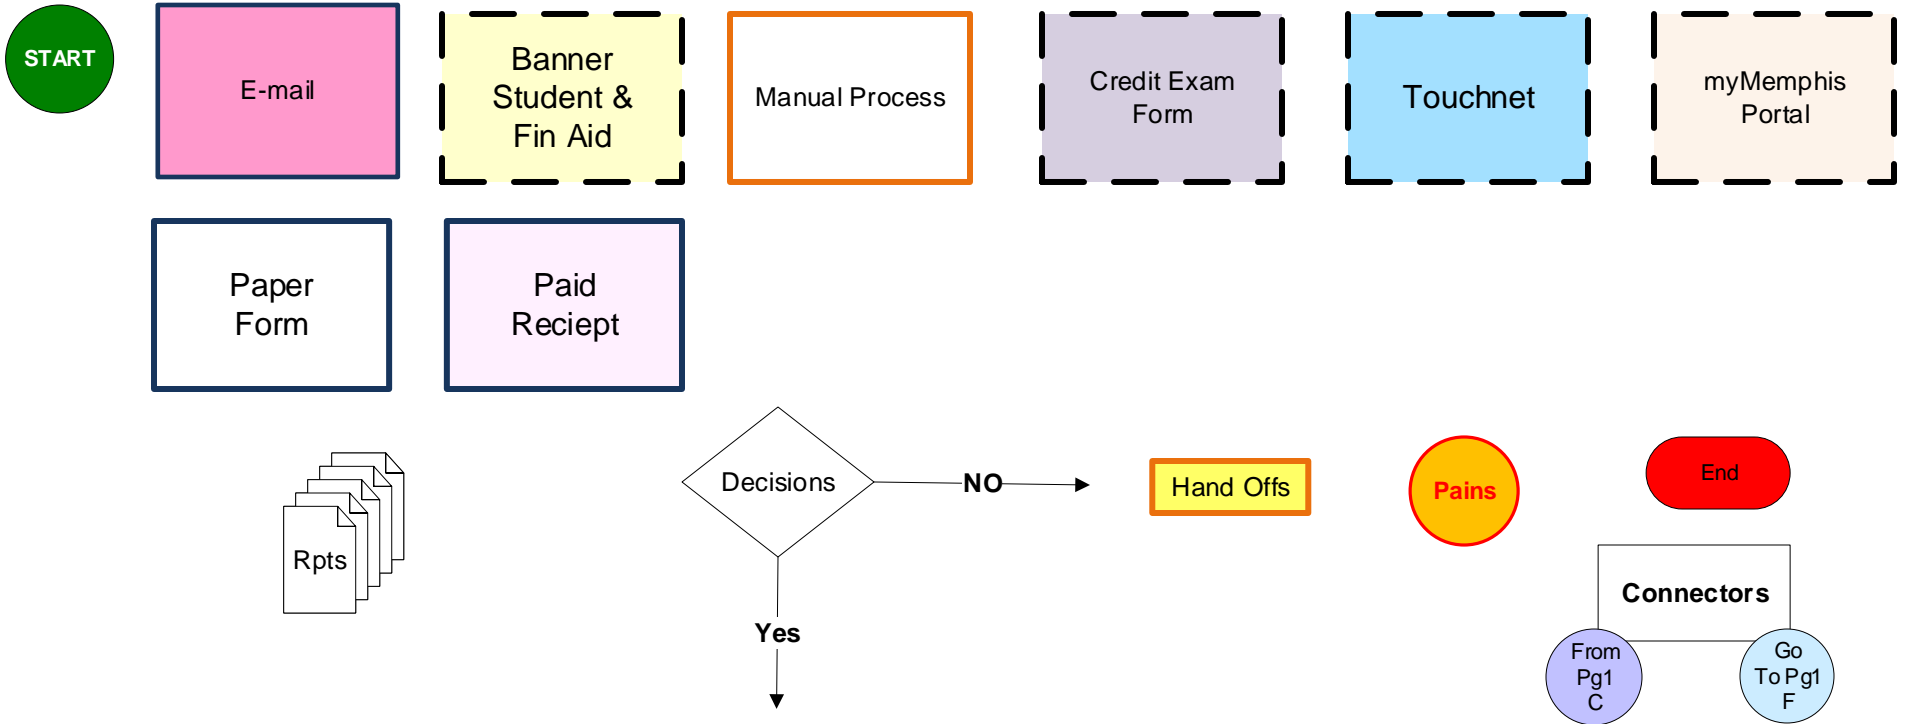 START
E-mail
Banner
Student &
Fin Aid
Manual Process
Credit Exam
Form
Touchnet
myMemphis
Portal
Paper
Form
Paid
Reciept
Rpts
Decisions
NO
Yes
Hand Offs
Pains
End
Connectors
From
Pg1
C
Go
To Pg1
F